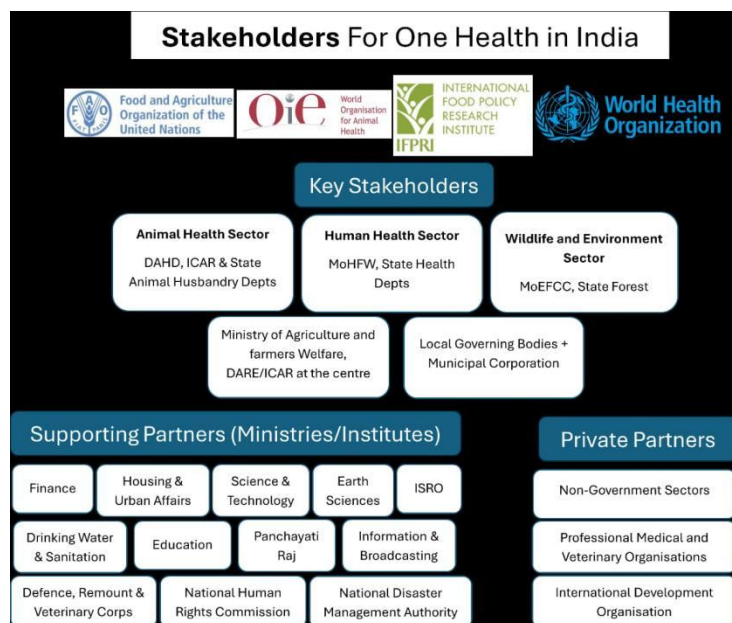 Stakeholders For One Health in India
FAO
FIAT PANIS
Food and Agriculture
Organization of the
United Nations
Oie
World
Organisation
for Animal
Health
IFPRI
INTERNATIONAL
FOOD POLICY
RESEARCH
INSTITUTE
World Health
Organization
Key Stakeholders
Animal Health Sector
DAHD, ICAR & State
Animal Husbandry Depts
Human Health Sector
MoHFW, State Health
Depts
Wildlife and Environment
Sector
MoEFCC, State Forest
Ministry of Agriculture and
farmers Welfare,
DARE/ICAR at the centre
Local Governing Bodies +
Municipal Corporation
Supporting Partners (Ministries/Institutes)
Finance
Housing &
Urban Affairs
Science &
Technology
Earth
Sciences
ISRO
Drinking Water
& Sanitation
Education
Panchayati
Raj
Information &
Broadcasting
Defence, Remount &
Veterinary Corps
National Human
Rights Commission
National Disaster
Management Authority
Private Partners
Non-Government Sectors
Professional Medical and
Veterinary Organisations
International Development
Organisation